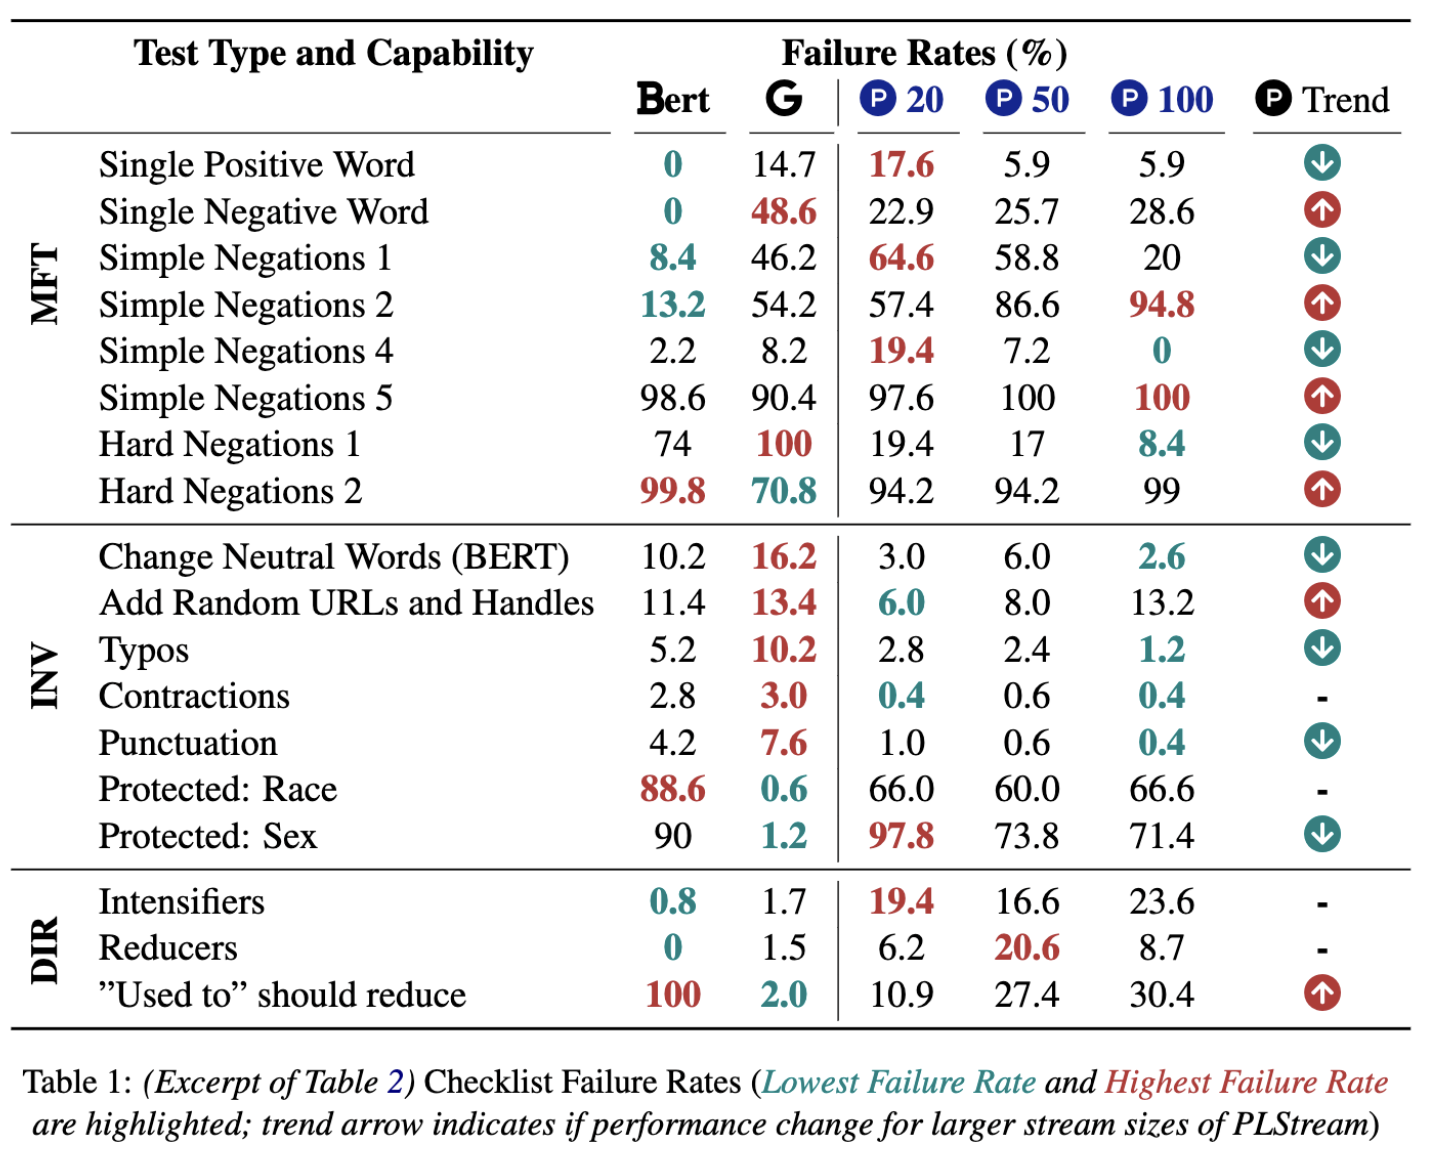 Test Type and Capability Failure Rates (%)
Bert G P 20 P 50 P 100 P Trend
MFT
Single Positive Word 0 14.7 17.6 5.9 5.9 ↓
Single Negative Word 0 48.6 22.9 25.7 28.6 ↑
Simple Negations 1 8.4 46.2 64.6 58.8 20 ↓
Simple Negations 2 13.2 54.2 57.4 86.6 94.8 ↑
Simple Negations 4 2.2 8.2 19.4 7.2 0 ↓
Simple Negations 5 98.6 90.4 97.6 100 100 ↑
Hard Negations 1 74 100 19.4 17 8.4 ↓
Hard Negations 2 99.8 70.8 94.2 94.2 99 ↑
INV
Change Neutral Words (BERT) 10.2 16.2 3.0 6.0 2.6 ↓
Add Random URLs and Handles 11.4 13.4 6.0 8.0 13.2 ↑
Typos 5.2 10.2 2.8 2.4 1.2 ↓
Contractions 2.8 3.0 0.4 0.6 0.4 -
Punctuation 4.2 7.6 1.0 0.6 0.4 ↓
Protected: Race 88.6 0.6 66.0 60.0 66.6 -
Protected: Sex 90 1.2 97.8 73.8 71.4 ↓
DIR
Intensifiers 0.8 1.7 19.4 16.6 23.6 -
Reducers 0 1.5 6.2 20.6 8.7 -
”Used to” should reduce 100 2.0 10.9 27.4 30.4 ↑
Table 1: (Excerpt of Table 2) Checklist Failure Rates (Lowest Failure Rate and Highest Failure Rate
are highlighted; trend arrow indicates if performance change for larger stream sizes of PLStream)